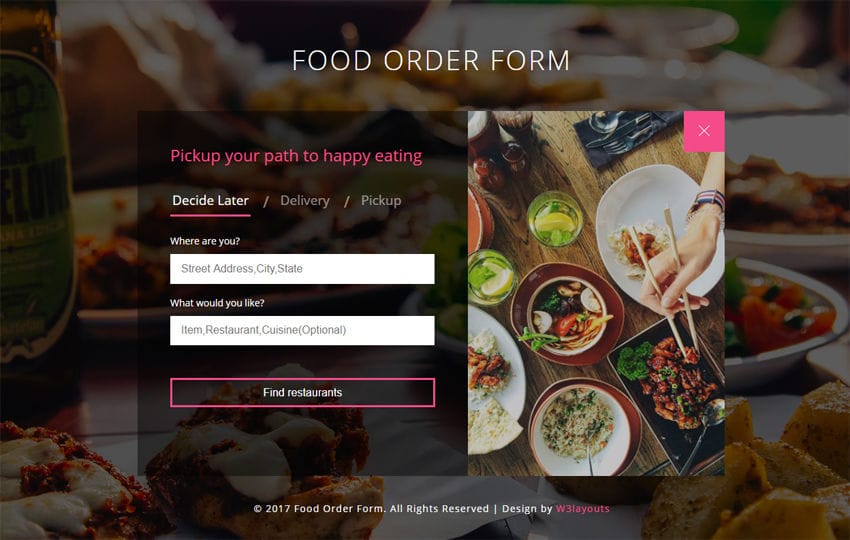 FOOD ORDER FORM
Pickup your path to happy eating
Decide Later / Delivery / Pickup
Where are you?
Street Address,City,State
What would you like?
Item,Restaurant,Cuisine(Optional)
Find restaurants
© 2017 Food Order Form. All Rights Reserved | Design by W3layouts